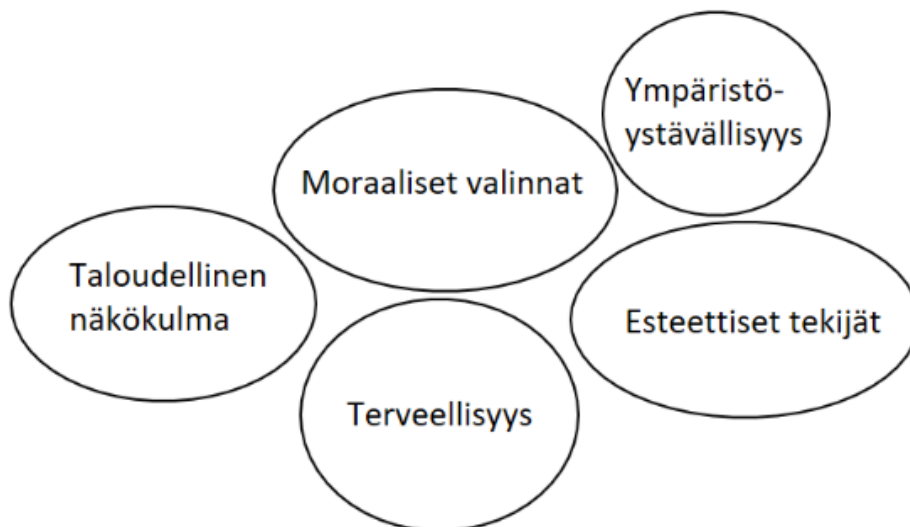 Ympäristö-
ystävällisyys
Moraaliset valinnat
Taloudellinen
näkökulma
Esteettiset tekijät
Terveellisyys